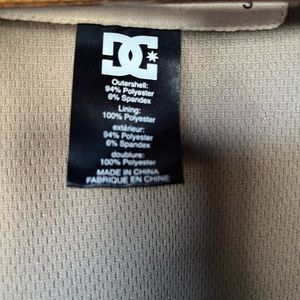 S
DC
Outershell:
94% Polyester
6% Spandex
Lining:
100% Polyester
extérieur:
94% Polyester
6% Spandex
doublure:
100% Polyester
MADE IN CHINA
FABRIQUÉ EN CHINE